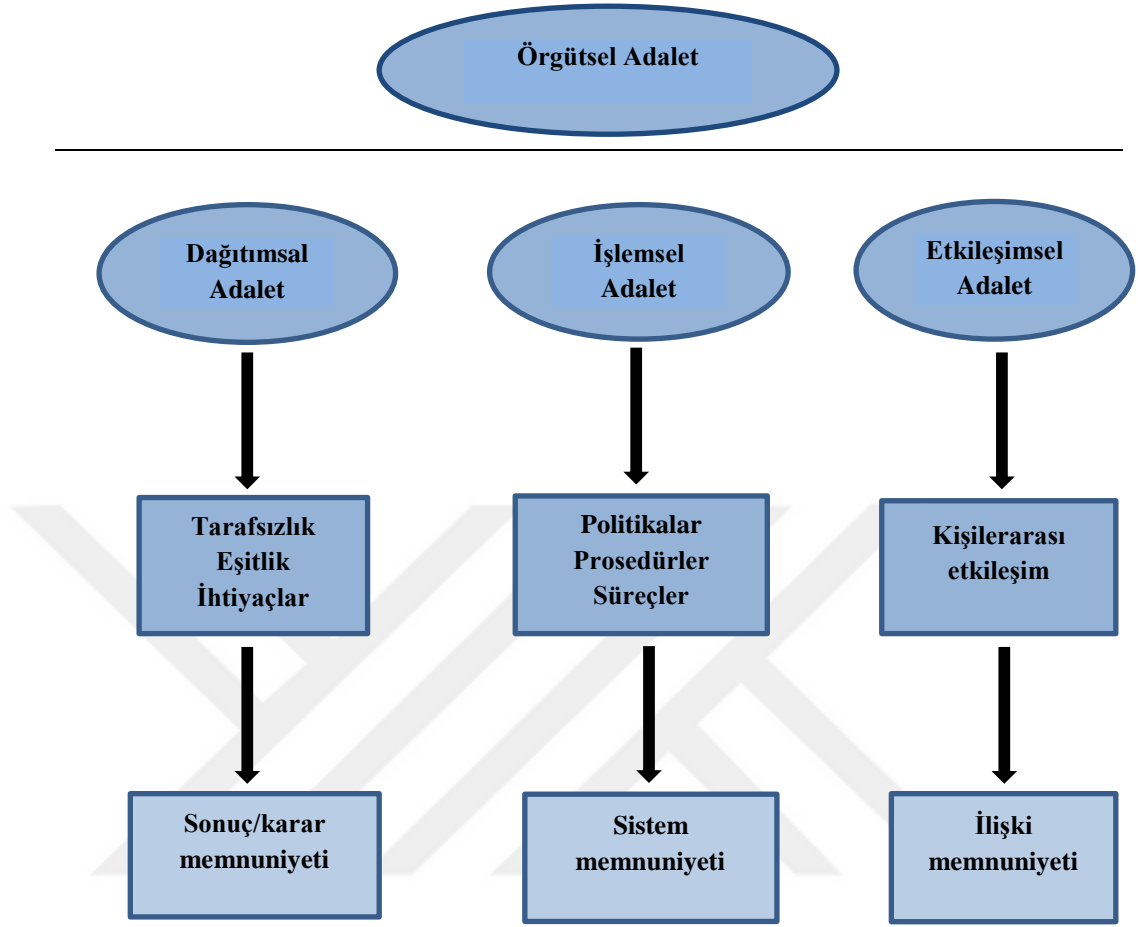 Örgütsel Adalet
Dağıtımsal
Adalet
İşlemsel
Adalet
Etkileşimsel
Adalet
Tarafsızlık
Eşitlik
İhtiyaçlar
Politikalar
Prosedürler
Süreçler
Kişilerarası
etkileşim
Sonuç/karar
memnuniyeti
Sistem
memnuniyeti
İlişki
memnuniyeti